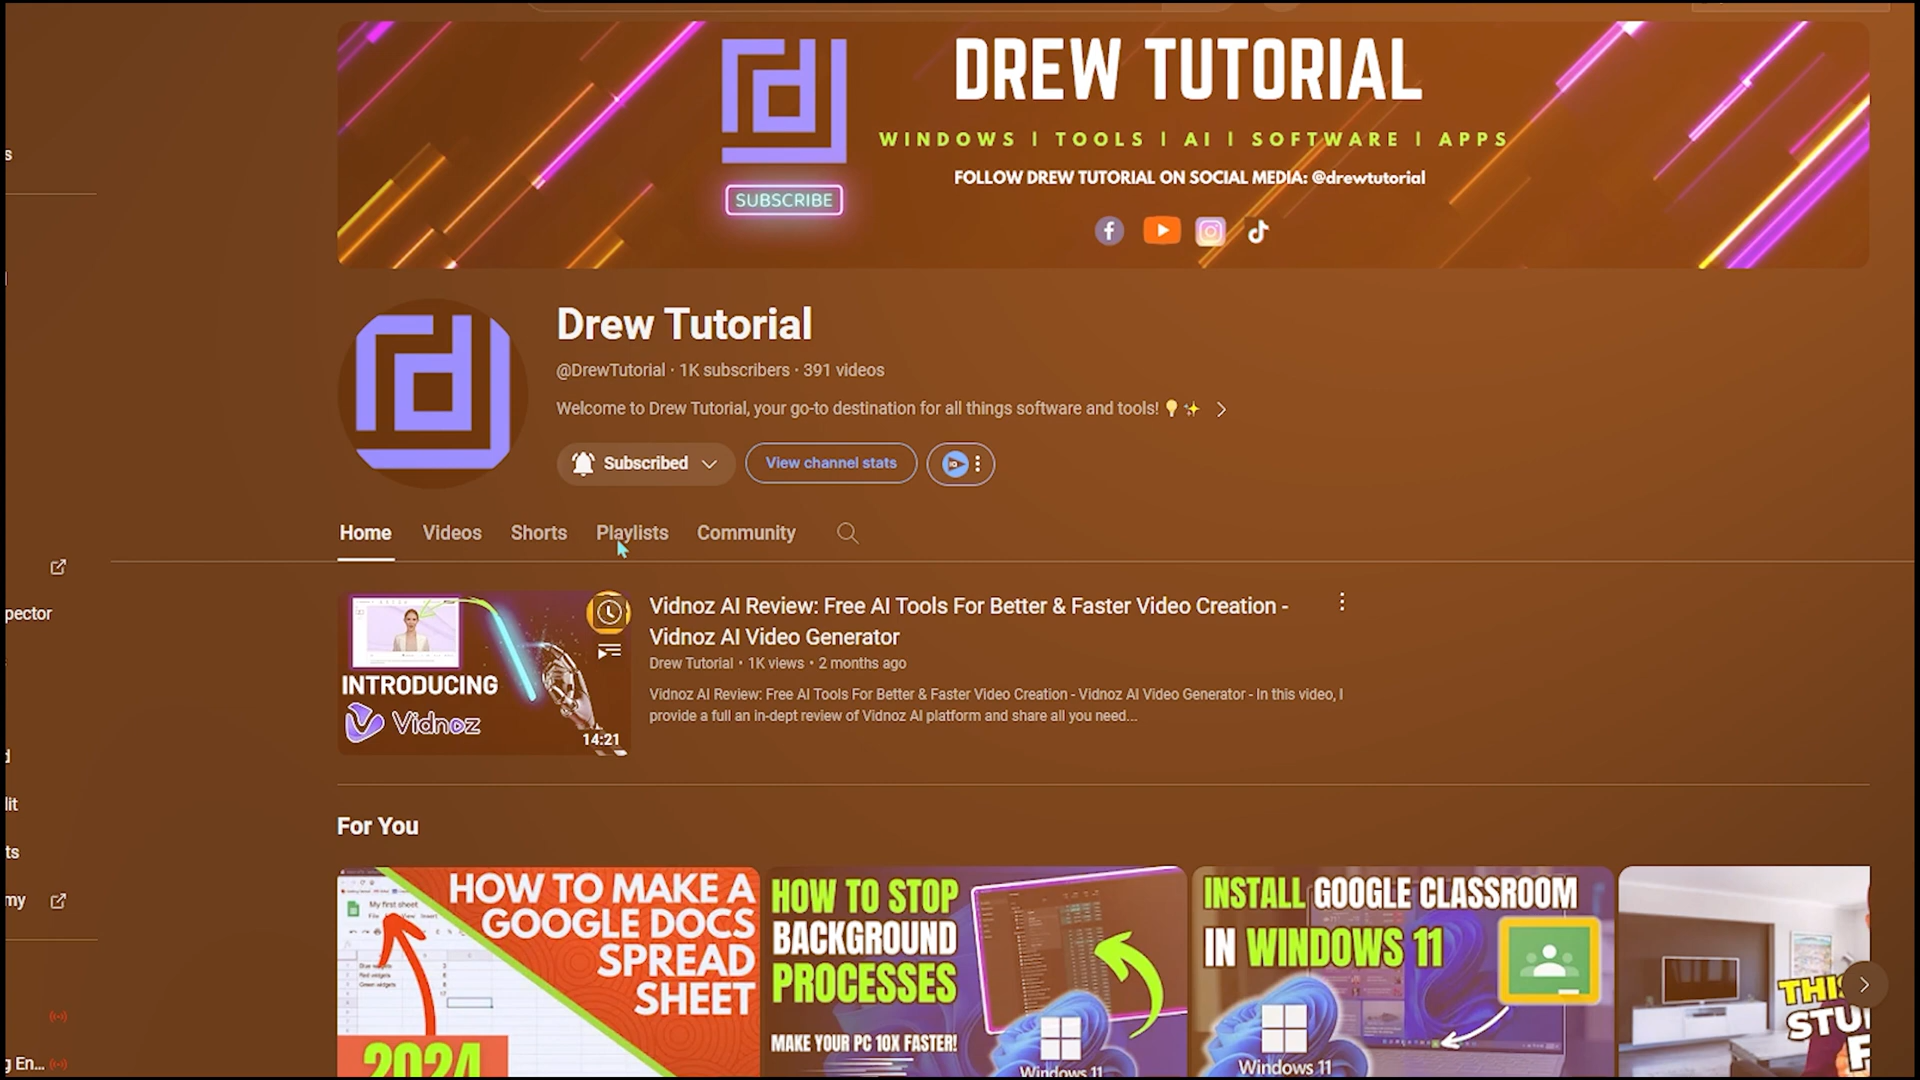 DREW TUTORIAL
WINDOWS | TOOLS | AI | SOFTWARE | APPS
FOLLOW DREW TUTORIAL ON SOCIAL MEDIA: @drewtutorial
SUBSCRIBE
s
Drew Tutorial
@DrewTutorial · 1K subscribers · 391 videos
Welcome to Drew Tutorial, your go-to destination for all things software and tools! 💡✨
Subscribed
View channel stats
Home Videos Shorts Playlists Community
pector
lit
ts
my
g En...
INTRODUCING
Vidnoz
14:21
Vidnoz AI Review: Free AI Tools For Better & Faster Video Creation -
Vidnoz AI Video Generator
Drew Tutorial • 1K views • 2 months ago
Vidnoz AI Review: Free AI Tools For Better & Faster Video Creation - Vidnoz AI Video Generator - In this video, I
provide a full an in-dept review of Vidnoz AI platform and share all you need...
For You
My first sheet
HOW TO MAKE A
GOOGLE DOCS
SPREAD
SHEET
2024
HOW TO STOP
BACKGROUND
PROCESSES
MAKE YOUR PC 10X FASTER!
Windows 11
INSTALL GOOGLE CLASSROOM
IN WINDOWS 11
Windows 11
THI
STU
F